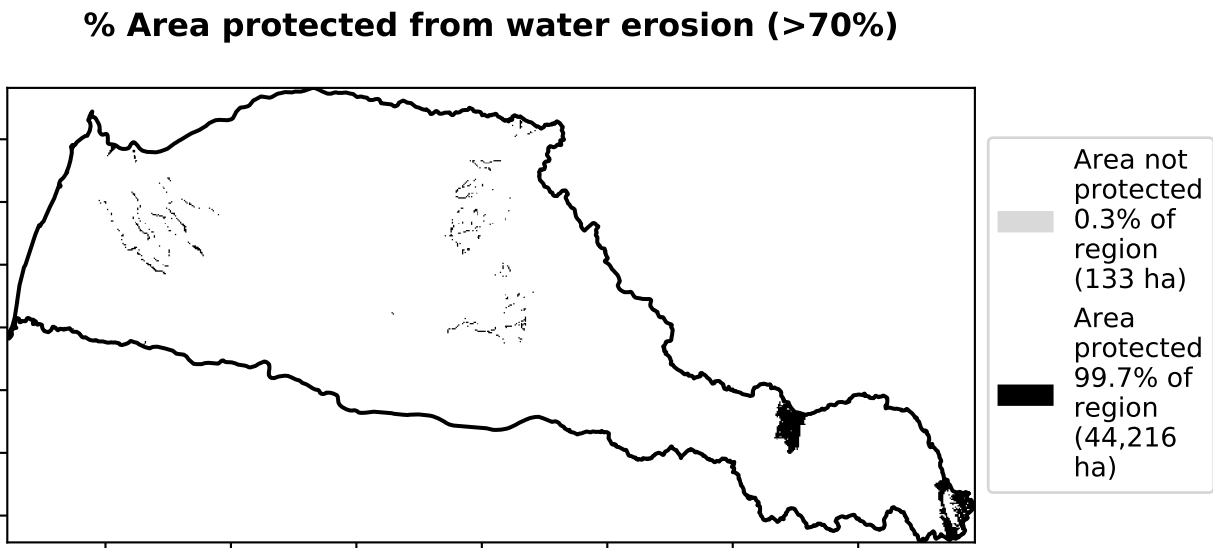 % Area protected from water erosion (>70%)
Area not
protected
0.3% of
region
(133 ha)
Area
protected
99.7% of
region
(44,216
ha)